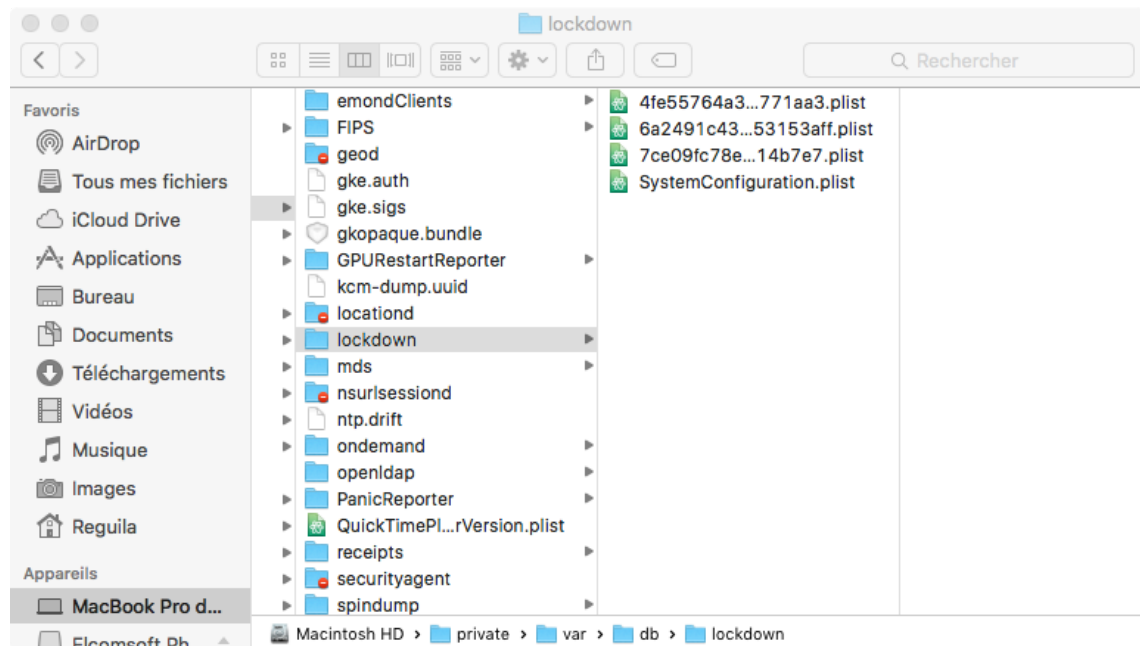 lockdown
Rechercher
Favoris
AirDrop
Tous mes fichiers
iCloud Drive
Applications
Bureau
Documents
Téléchargements
Vidéos
Musique
Images
Reguila
Appareils
MacBook Pro d...
Elcomsoft Ph...
emondClients
FIPS
geod
gke.auth
gke.sigs
gkopaque.bundle
GPURestartReporter
kcm-dump.uuid
locationd
lockdown
mds
nsurlsessiond
ntp.drift
ondemand
openldap
PanicReporter
QuickTimePl...rVersion.plist
receipts
securityagent
spindump
4fe55764a3...771aa3.plist
6a2491c43...53153aff.plist
7ce09fc78e...14b7e7.plist
SystemConfiguration.plist
Macintosh HD › private › var › db › lockdown